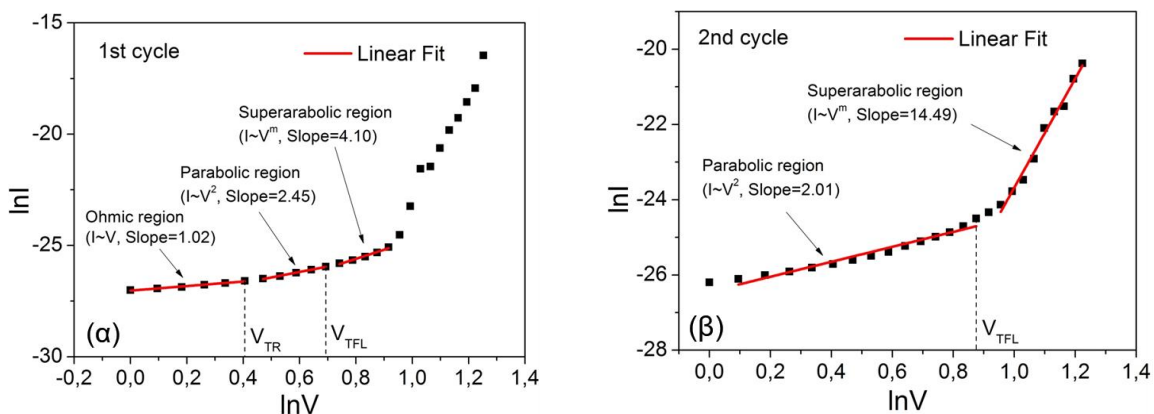 (α)
1st cycle
Linear Fit
Superarabolic region
(I~Vᵐ, Slope=4.10)
Parabolic region
(I~V², Slope=2.45)
Ohmic region
(I~V, Slope=1.02)
V_TR
V_TFL
-15
-20
-25
-30
lnI
-0,2 0,0 0,2 0,4 0,6 0,8 1,0 1,2 1,4
lnV
(β)
2nd cycle
Linear Fit
Superarabolic region
(I~Vᵐ, Slope=14.49)
Parabolic region
(I~V², Slope=2.01)
V_TFL
-20
-22
-24
-26
-28
lnI
0,0 0,2 0,4 0,6 0,8 1,0 1,2 1,4
lnV